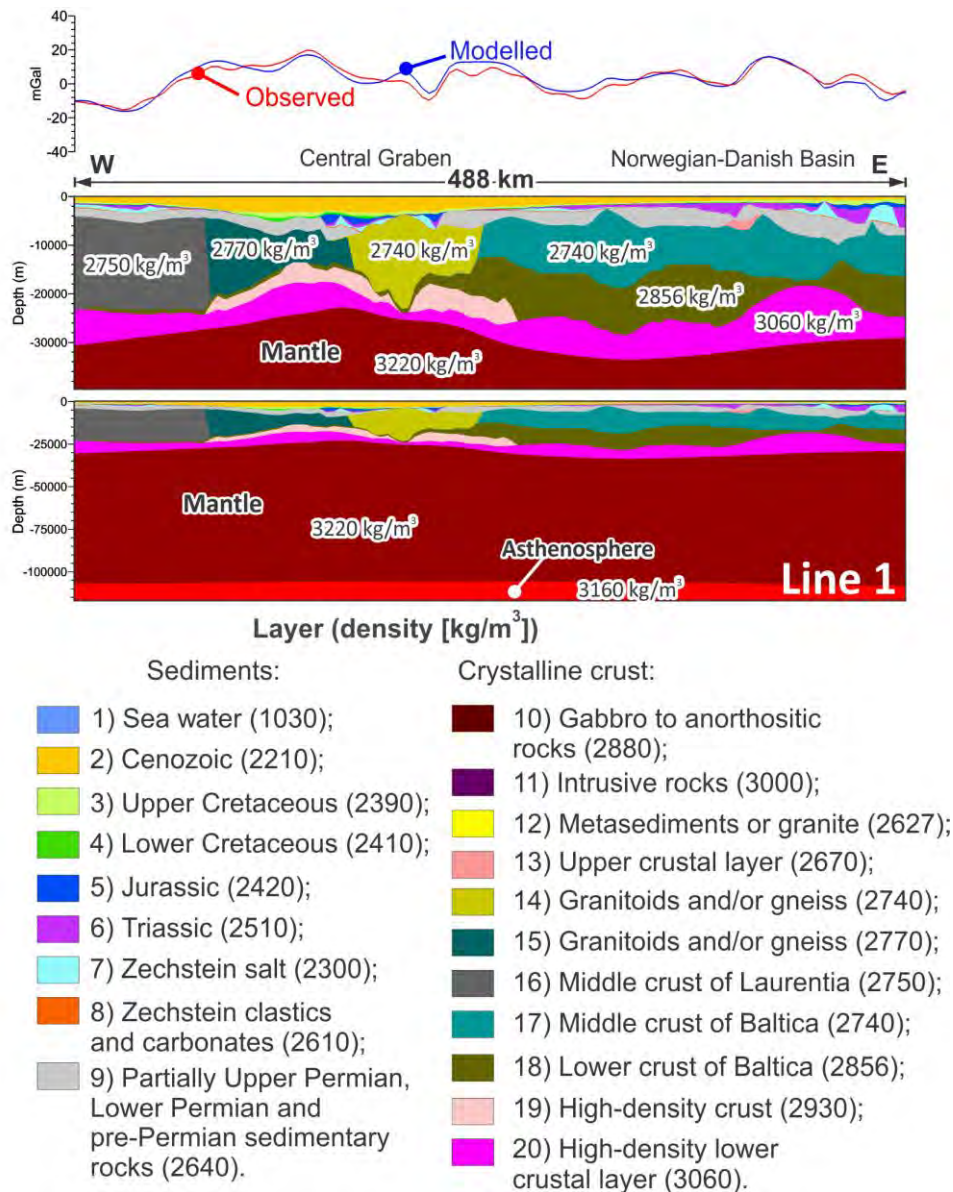 40
20
0
-20
-40
mGal
Modelled
Observed
W
Central Graben
Norwegian-Danish Basin
E
488 km
0
-10000
-20000
-30000
Depth (m)
2750 kg/m³
2770 kg/m³
2740 kg/m³
2740 kg/m³
2856 kg/m³
3060 kg/m³
Mantle
3220 kg/m³
0
-25000
-50000
-75000
-100000
Depth (m)
Mantle
3220 kg/m³
Asthenosphere
3160 kg/m³
Line 1
Layer (density [kg/m³])
Sediments:
1) Sea water (1030);
2) Cenozoic (2210);
3) Upper Cretaceous (2390);
4) Lower Cretaceous (2410);
5) Jurassic (2420);
6) Triassic (2510);
7) Zechstein salt (2300);
8) Zechstein clastics
and carbonates (2610);
9) Partially Upper Permian,
Lower Permian and
pre-Permian sedimentary
rocks (2640).
Crystalline crust:
10) Gabbro to anorthositic
rocks (2880);
11) Intrusive rocks (3000);
12) Metasediments or granite (2627);
13) Upper crustal layer (2670);
14) Granitoids and/or gneiss (2740);
15) Granitoids and/or gneiss (2770);
16) Middle crust of Laurentia (2750);
17) Middle crust of Baltica (2740);
18) Lower crust of Baltica (2856);
19) High-density crust (2930);
20) High-density lower
crustal layer (3060).